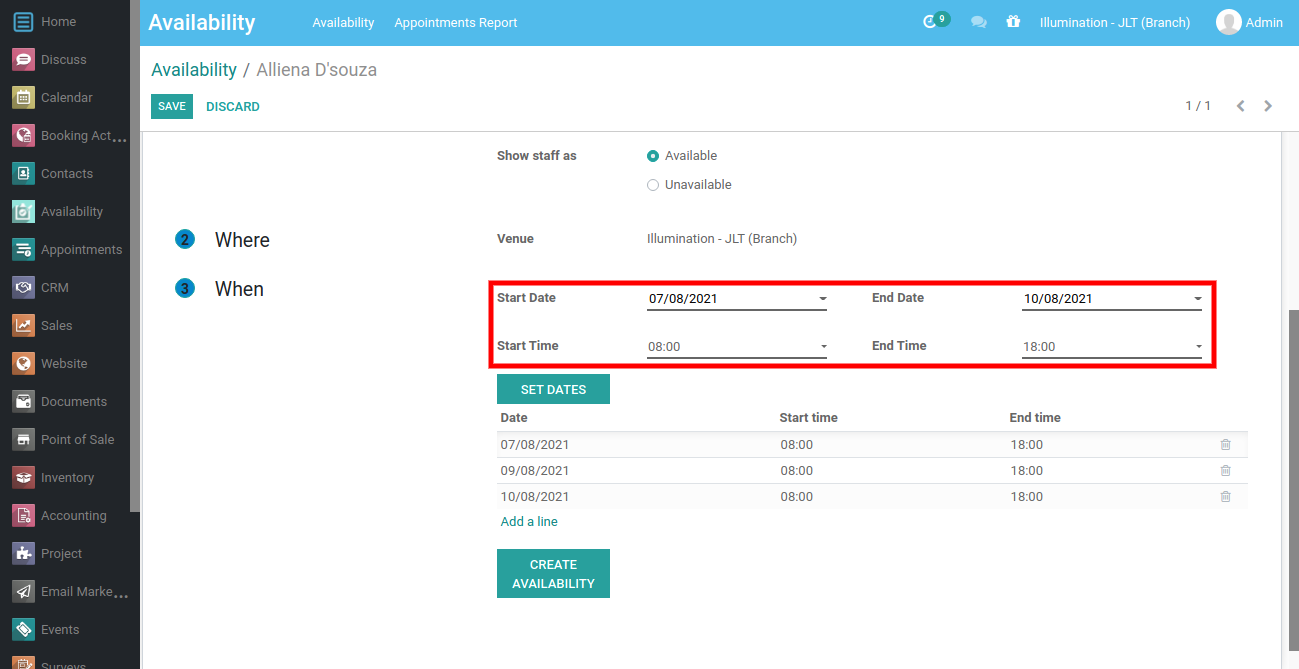 Home
Discuss
Calendar
Booking Act...
Contacts
Availability
Appointments
CRM
Sales
Website
Documents
Point of Sale
Inventory
Accounting
Project
Email Marke...
Events
Surveys
Availability Availability Appointments Report 9 Illumination - JLT (Branch) Admin
Availability / Alliena D'souza
SAVE DISCARD 1 / 1
Show staff as Available
Unavailable
2 Where Venue Illumination - JLT (Branch)
3 When
Start Date 07/08/2021 End Date 10/08/2021
Start Time 08:00 End Time 18:00
SET DATES
Date Start time End time
07/08/2021 08:00 18:00
09/08/2021 08:00 18:00
10/08/2021 08:00 18:00
Add a line
CREATE
AVAILABILITY